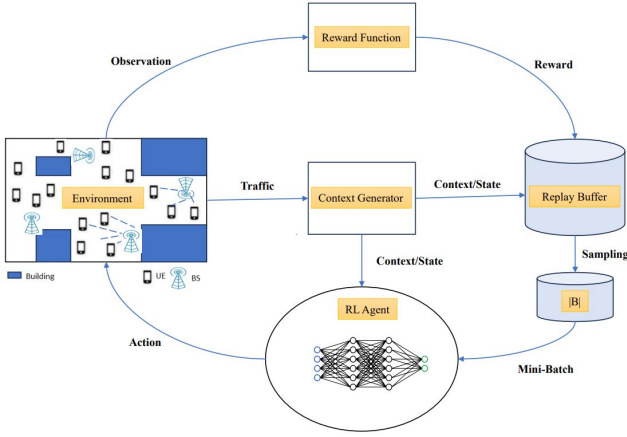 Reward Function
Observation
Reward
Environment
Traffic
Context Generator
Context/State
Replay Buffer
Context/State
Sampling
Building
UE
BS
|B|
RL Agent
Action
Mini-Batch